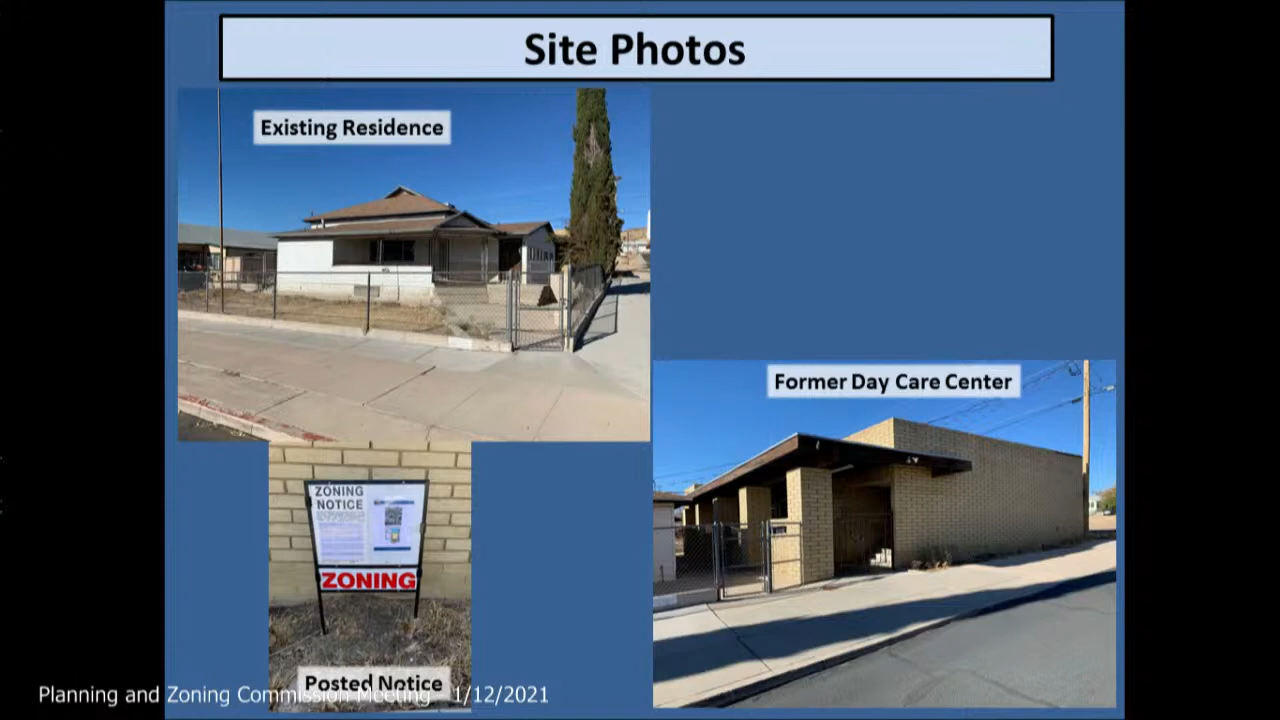 Site Photos
Existing Residence
Former Day Care Center
ZONING
NOTICE
ZONING
Posted Notice
Planning and Zoning Commission Meeting - 1/12/2021